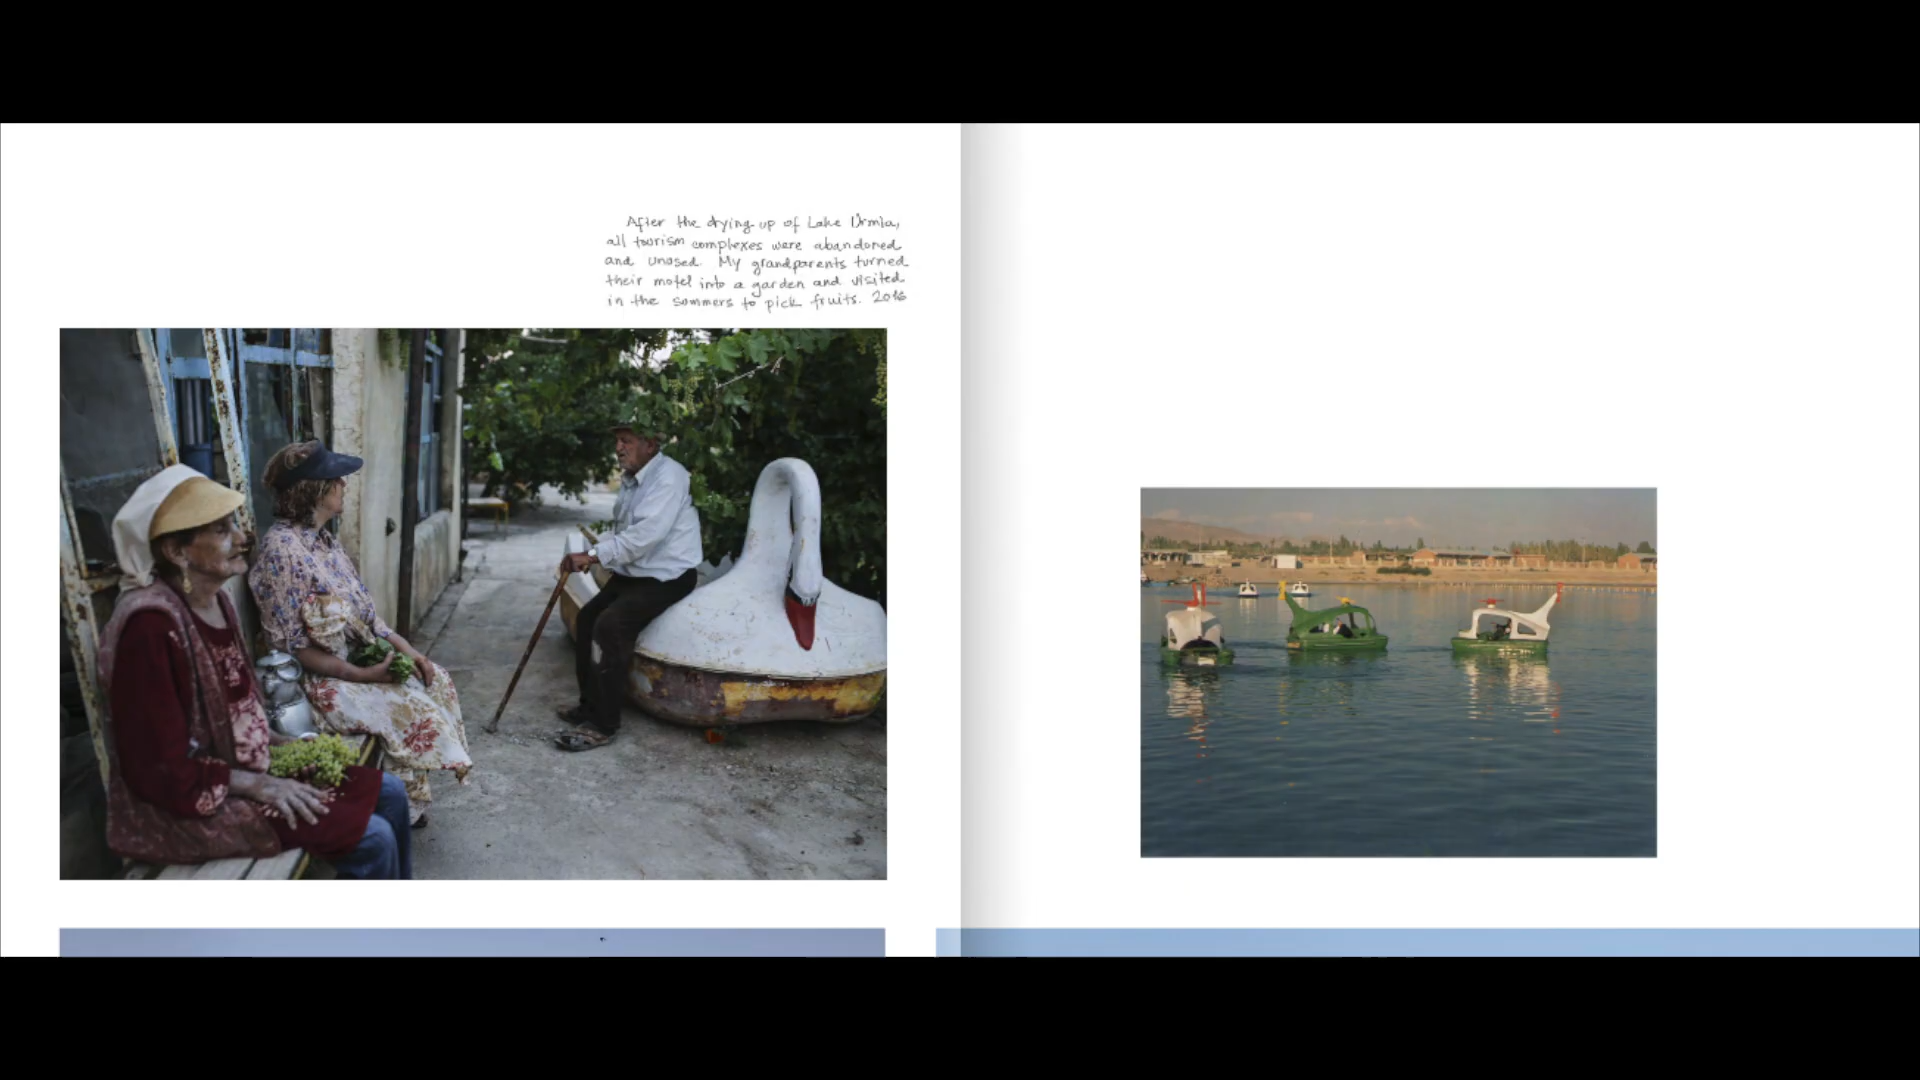 After the drying up of Lake Urmia,
all tourism complexes were abandoned
and unused. My grandparents turned
their motel into a garden and visited
in the summers to pick fruits. 2016